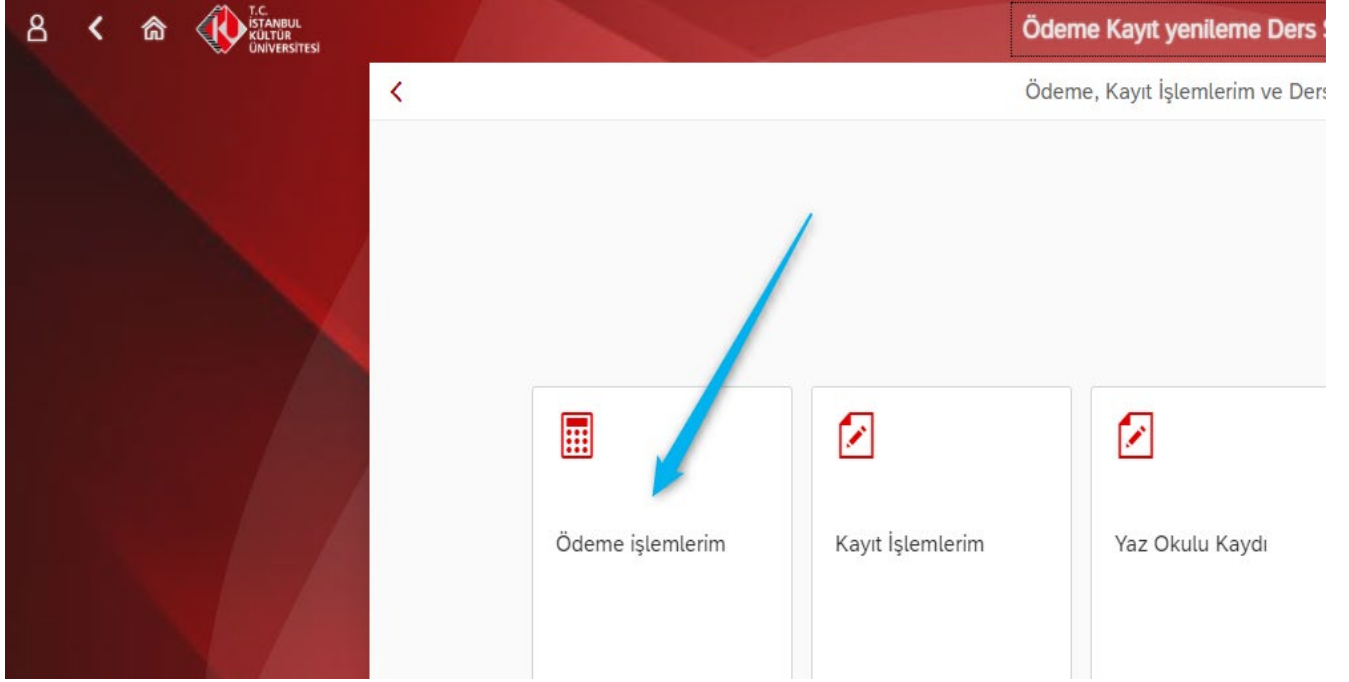 T.C.
İSTANBUL
KÜLTÜR
ÜNİVERSİTESİ
Ödeme Kayıt yenileme Ders
Ödeme, Kayıt İşlemlerim ve Ders
Ödeme işlemlerim
Kayıt İşlemlerim
Yaz Okulu Kaydı